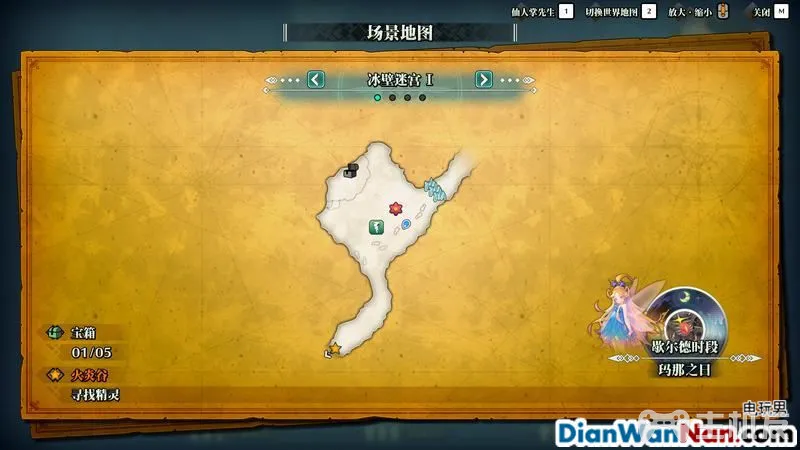 仙人掌先生 1 切换世界地图 2 放大·缩小 关闭 M
场景地图
冰壁迷宫 I
宝箱
01/05
火炎谷
寻找精灵
歇尔德时段
玛那之日
电玩男
DianWanNan.com